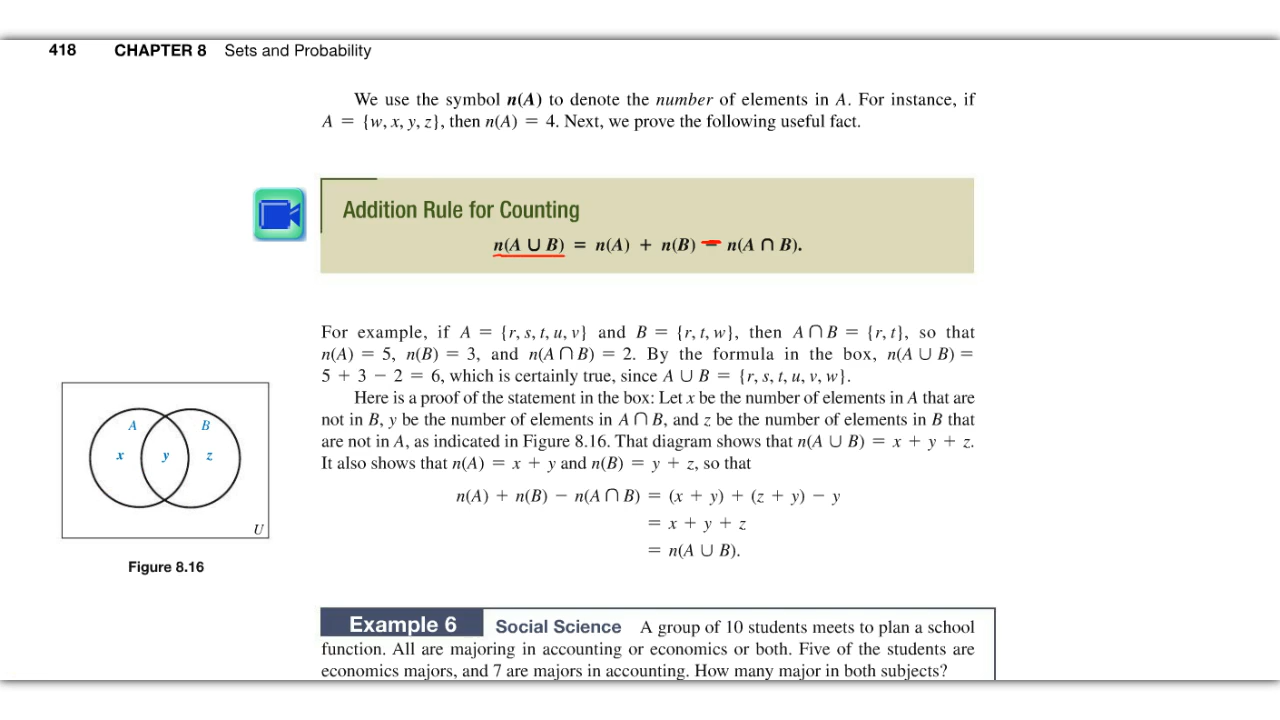 418 CHAPTER 8 Sets and Probability
We use the symbol n(A) to denote the number of elements in A. For instance, if
A = {w, x, y, z}, then n(A) = 4. Next, we prove the following useful fact.
Addition Rule for Counting
n(A ∪ B) = n(A) + n(B) − n(A ∩ B).
For example, if A = {r, s, t, u, v} and B = {r, t, w}, then A ∩ B = {r, t}, so that
n(A) = 5, n(B) = 3, and n(A ∩ B) = 2. By the formula in the box, n(A ∪ B) =
5 + 3 − 2 = 6, which is certainly true, since A ∪ B = {r, s, t, u, v, w}.
Here is a proof of the statement in the box: Let x be the number of elements in A that are
not in B, y be the number of elements in A ∩ B, and z be the number of elements in B that
are not in A, as indicated in Figure 8.16. That diagram shows that n(A ∪ B) = x + y + z.
It also shows that n(A) = x + y and n(B) = y + z, so that
n(A) + n(B) − n(A ∩ B) = (x + y) + (z + y) − y
= x + y + z
= n(A ∪ B).
A B
x y z
U
Figure 8.16
Example 6 Social Science A group of 10 students meets to plan a school
function. All are majoring in accounting or economics or both. Five of the students are
economics majors, and 7 are majors in accounting. How many major in both subjects?